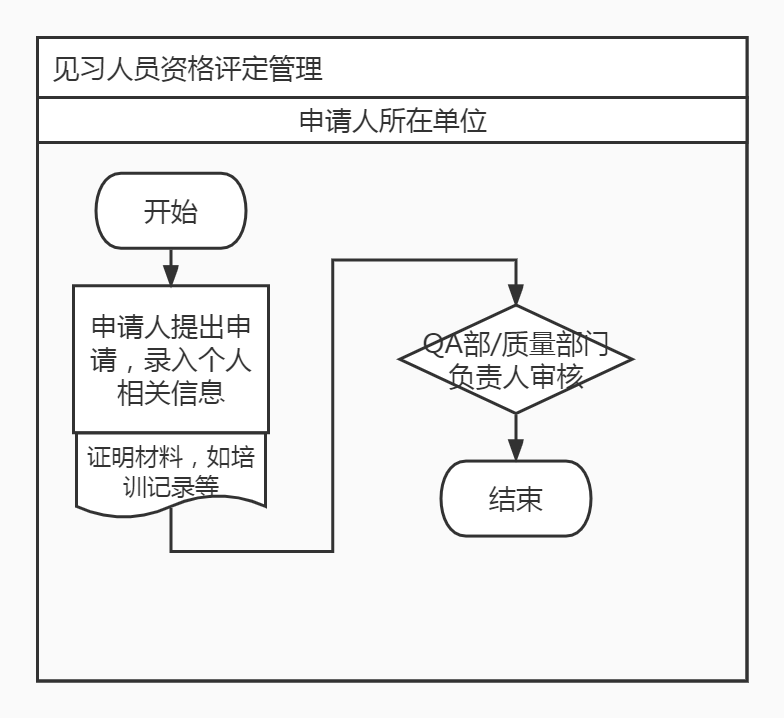 见习人员资格评定管理
申请人所在单位
开始
申请人提出申
请，录入个人
相关信息
证明材料，如培
训记录等
QA部/质量部门
负责人审核
结束